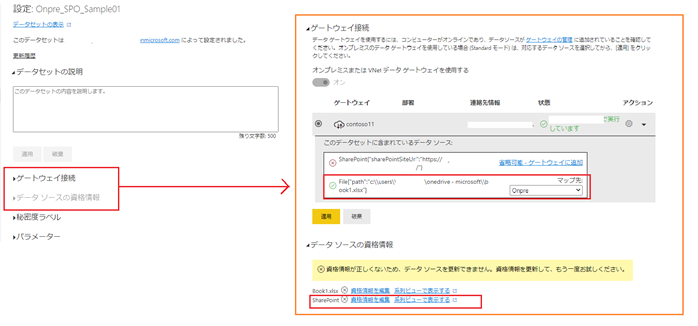 設定: Onpre_SPO_Sample01
データセットの表示
このデータセットは
nmicrosoft.com によって設定されました。
更新履歴
データセットの説明
このデータセットの内容を説明します。
残り文字数: 500
適用
破棄
ゲートウェイ接続
データ ソースの資格情報
秘密度ラベル
パラメーター
ゲートウェイ接続
データ ゲートウェイを使用するには、コンピューターがオンラインであり、データソースが ゲートウェイの管理 に追加されていることを確認して
ください。オンプレミスのデータ ゲートウェイを使用している場合 (Standard モード) は、対応するデータ ソースを選択してから、[適用] をクリッ
クしてください。
オンプレミスまたは VNet データ ゲートウェイを使用する
オン
ゲートウェイ
部署
連絡先情報
状態
アクション
contoso11
で実行
しています
このデータセットに含まれているデータ ソース:
SharePoint{"sharePointSiteUrl":"https://
/"}
省略可能 - ゲートウェイに追加
File{"path":"c:\\users\\ \\onedrive - microsoft\\b
ook1.xlsx"}
マップ先:
Onpre
適用
破棄
データ ソースの資格情報
資格情報が正しくないため、データ ソースを更新できません。資格情報を更新して、もう一度お試しください。
Book1.xlsx
資格情報を編集
系列ビューで表示する
SharePoint
資格情報を編集
系列ビューで表示する